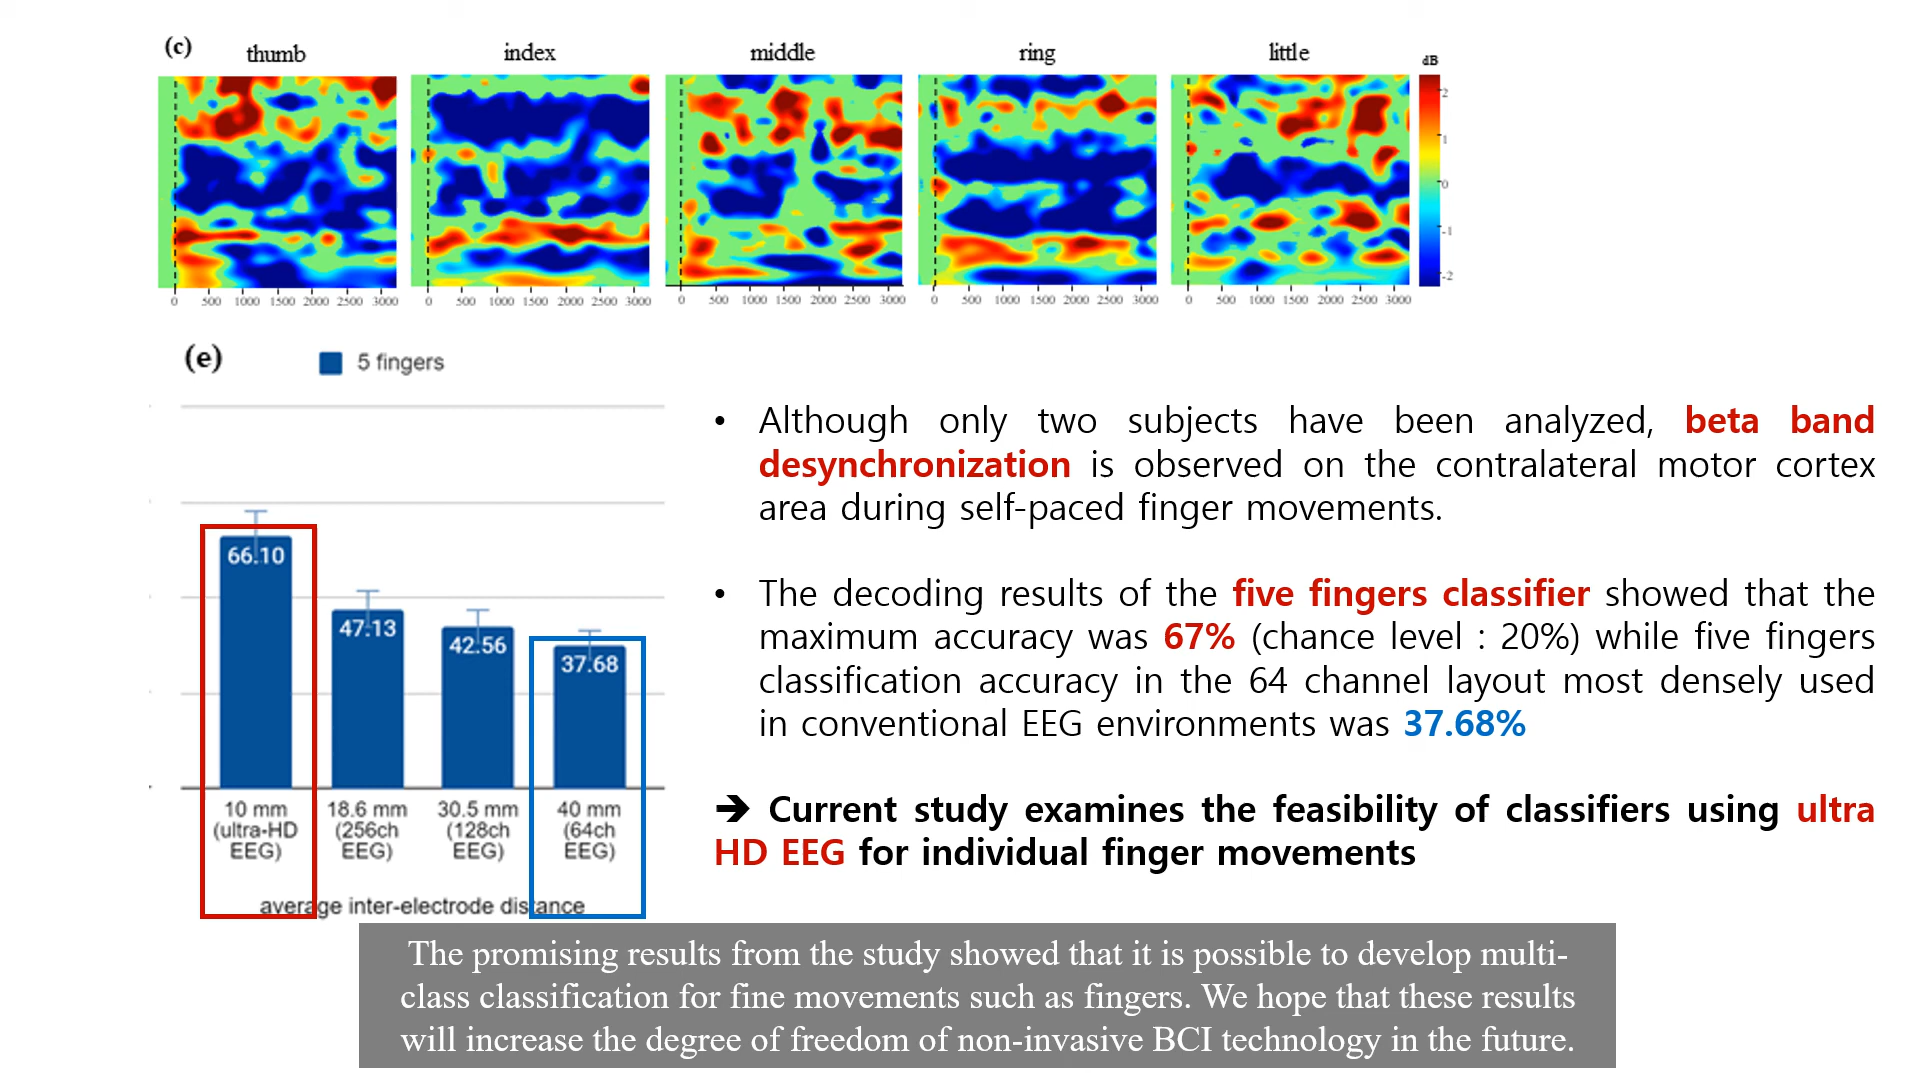 (c)
thumb index middle ring little
dB
2
1
0
-1
-2
0 500 1000 1500 2000 2500 3000
0 500 1000 1500 2000 2500 3000
0 500 1000 1500 2000 2500 3000
0 500 1000 1500 2000 2500 3000
0 500 1000 1500 2000 2500 3000
(e)
5 fingers
66.10
47.13
42.56
37.68
10 mm
(ultra-HD
EEG)
18.6 mm
(256ch
EEG)
30.5 mm
(128ch
EEG)
40 mm
(64ch
EEG)
average inter-electrode distance
• Although only two subjects have been analyzed, beta band
desynchronization is observed on the contralateral motor cortex
area during self-paced finger movements.
• The decoding results of the five fingers classifier showed that the
maximum accuracy was 67% (chance level : 20%) while five fingers
classification accuracy in the 64 channel layout most densely used
in conventional EEG environments was 37.68%
➔ Current study examines the feasibility of classifiers using ultra
HD EEG for individual finger movements
The promising results from the study showed that it is possible to develop multi-
class classification for fine movements such as fingers. We hope that these results
will increase the degree of freedom of non-invasive BCI technology in the future.